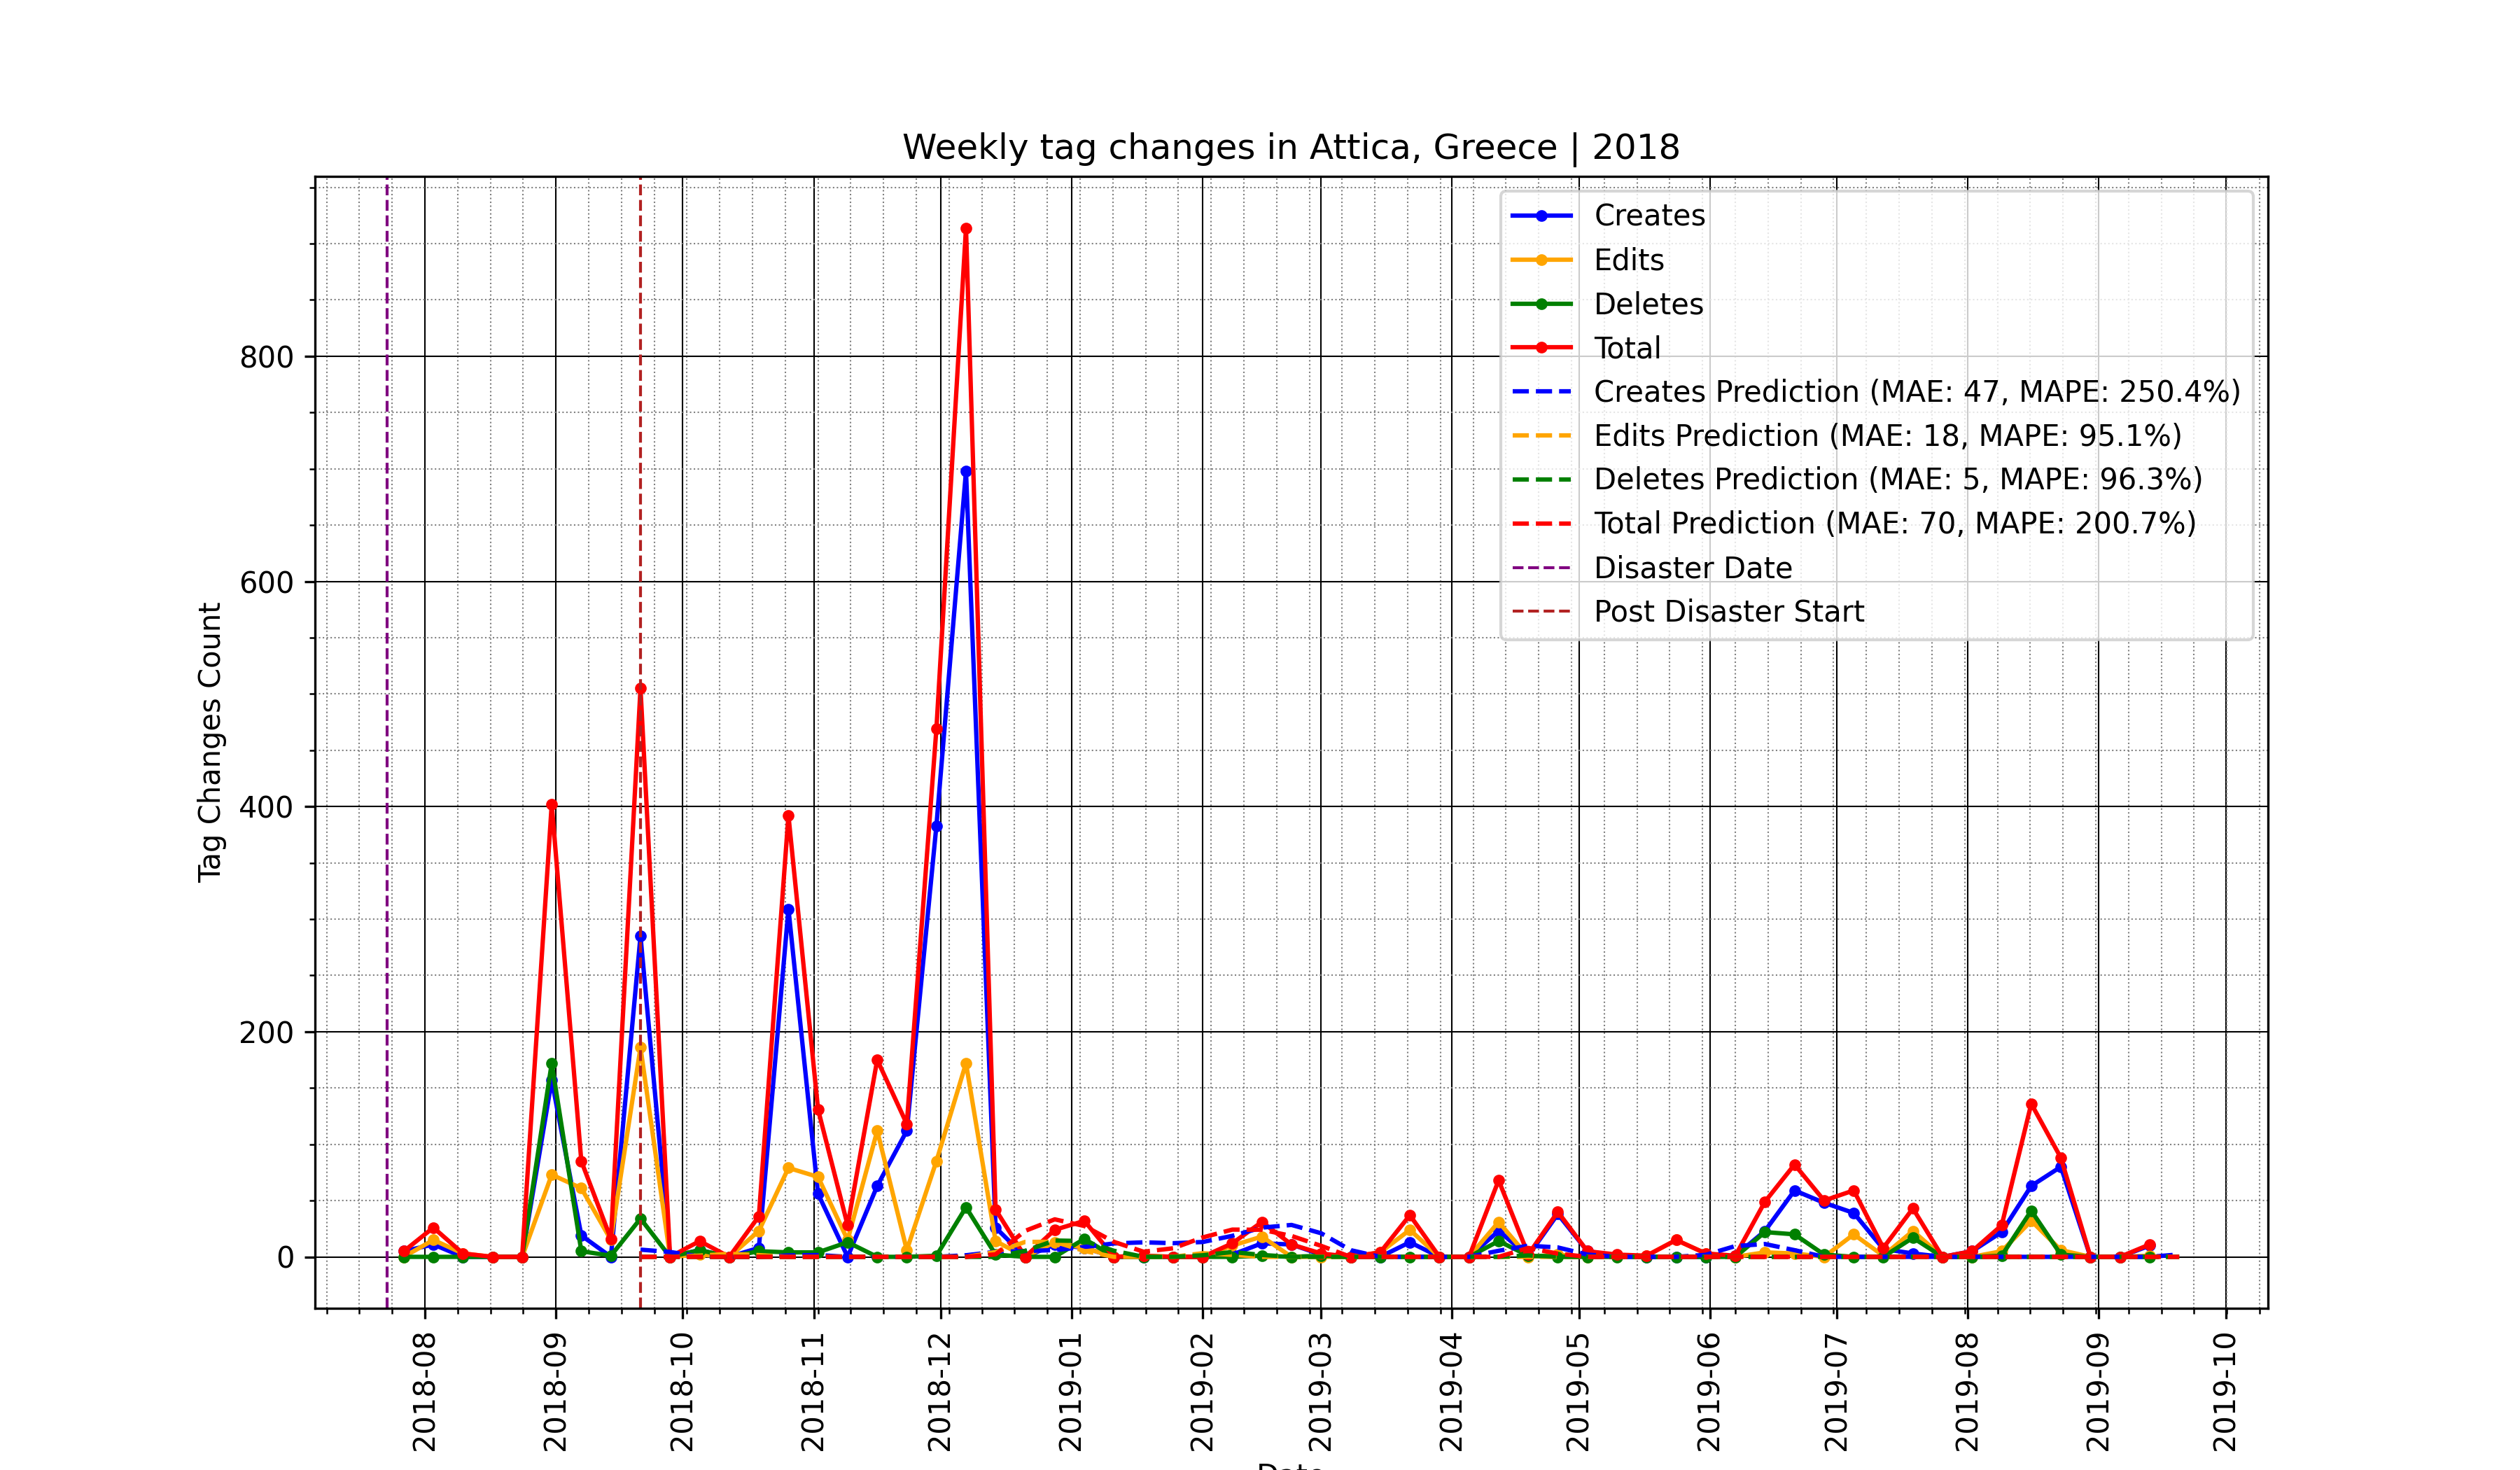 Weekly tag changes in Attica, Greece | 2018
Tag Changes Count
800
600
400
200
0
Creates
Edits
Deletes
Total
Creates Prediction (MAE: 47, MAPE: 250.4%)
Edits Prediction (MAE: 18, MAPE: 95.1%)
Deletes Prediction (MAE: 5, MAPE: 96.3%)
Total Prediction (MAE: 70, MAPE: 200.7%)
Disaster Date
Post Disaster Start
2018-08
2018-09
2018-10
2018-11
2018-12
2019-01
2019-02
2019-03
2019-04
2019-05
2019-06
2019-07
2019-08
2019-09
2019-10
Date